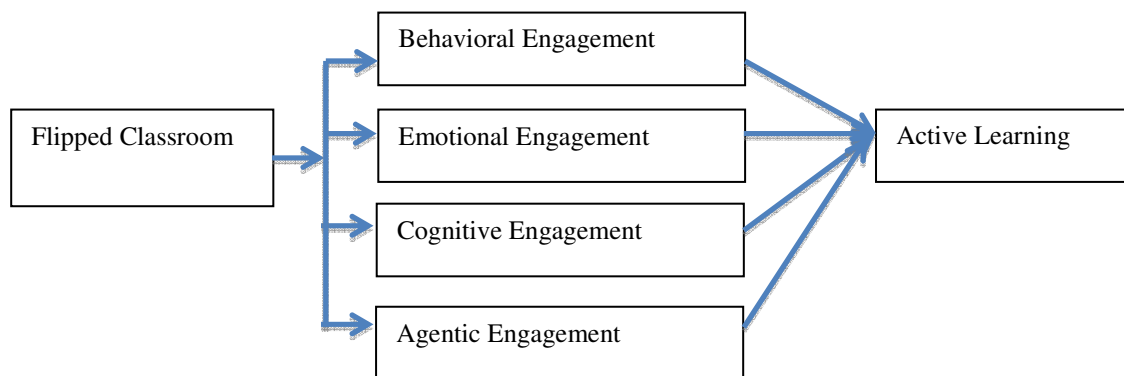 Behavioral Engagement
Flipped Classroom
Emotional Engagement
Active Learning
Cognitive Engagement
Agentic Engagement